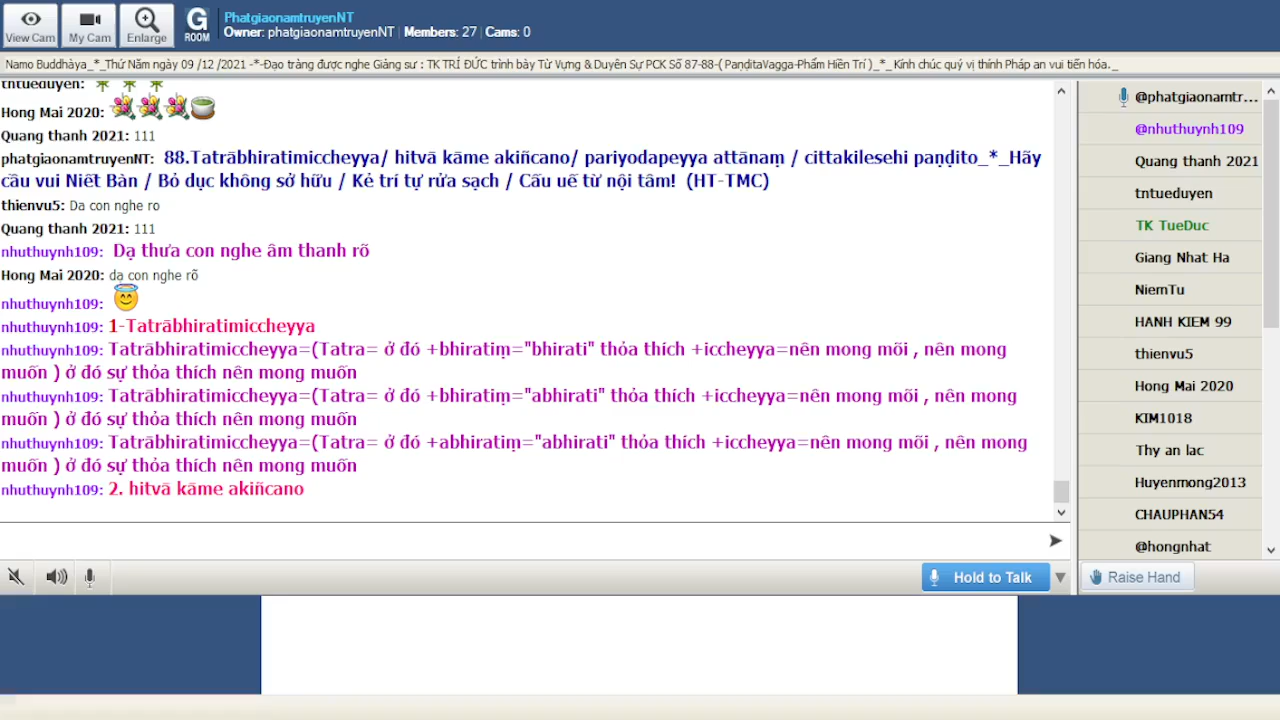 View Cam
My Cam
Enlarge
G
ROOM
PhatgiaonamtruyenNT
Owner: phatgiaonamtruyenNT | Members: 27 | Cams: 0
Namo Buddhàya_*_Thứ Năm ngày 09 /12 /2021 -*-Đạo tràng được nghe Giảng sư : TK TRÍ ĐỨC trình bày Từ Vựng & Duyên Sự PCK Số 87-88-( PaṇḍitaVagga-Phẩm Hiền Trí )_*_ Kính chúc quý vị thính Pháp an vui tiến hóa._
tntueduyen:
Hong Mai 2020:
Quang thanh 2021: 111
phatgiaonamtruyenNT: 88.Tatrābhiratimiccheyya/ hitvā kāme akiñcano/ pariyodapeyya attānaṃ / cittakilesehi paṇḍito_*_Hãy
cầu vui Niết Bàn / Bỏ dục không sở hữu / Kẻ trí tự rửa sạch / Cấu uế từ nội tâm! (HT-TMC)
thienvu5: Da con nghe ro
Quang thanh 2021: 111
nhuthuynh109: Dạ thưa con nghe âm thanh rõ
Hong Mai 2020: dạ con nghe rõ
nhuthuynh109:
nhuthuynh109: 1-Tatrābhiratimiccheyya
nhuthuynh109: Tatrābhiratimiccheyya=(Tatra= ở đó +bhiratiṃ="bhirati" thỏa thích +iccheyya=nên mong mõi , nên mong
muốn ) ở đó sự thỏa thích nên mong muốn
nhuthuynh109: Tatrābhiratimiccheyya=(Tatra= ở đó +bhiratiṃ="abhirati" thỏa thích +iccheyya=nên mong mõi , nên mong
muốn ) ở đó sự thỏa thích nên mong muốn
nhuthuynh109: Tatrābhiratimiccheyya=(Tatra= ở đó +abhiratiṃ="abhirati" thỏa thích +iccheyya=nên mong mõi , nên mong
muốn ) ở đó sự thỏa thích nên mong muốn
nhuthuynh109: 2. hitvā kāme akiñcano
@phatgiaonamtr...
@nhuthuynh109
Quang thanh 2021
tntueduyen
TK TueDuc
Giang Nhat Ha
NiemTu
HANH KIEM 99
thienvu5
Hong Mai 2020
KIM1018
Thy an lac
Huyenmong2013
CHAUPHAN54
@hongnhat
Hold to Talk
Raise Hand